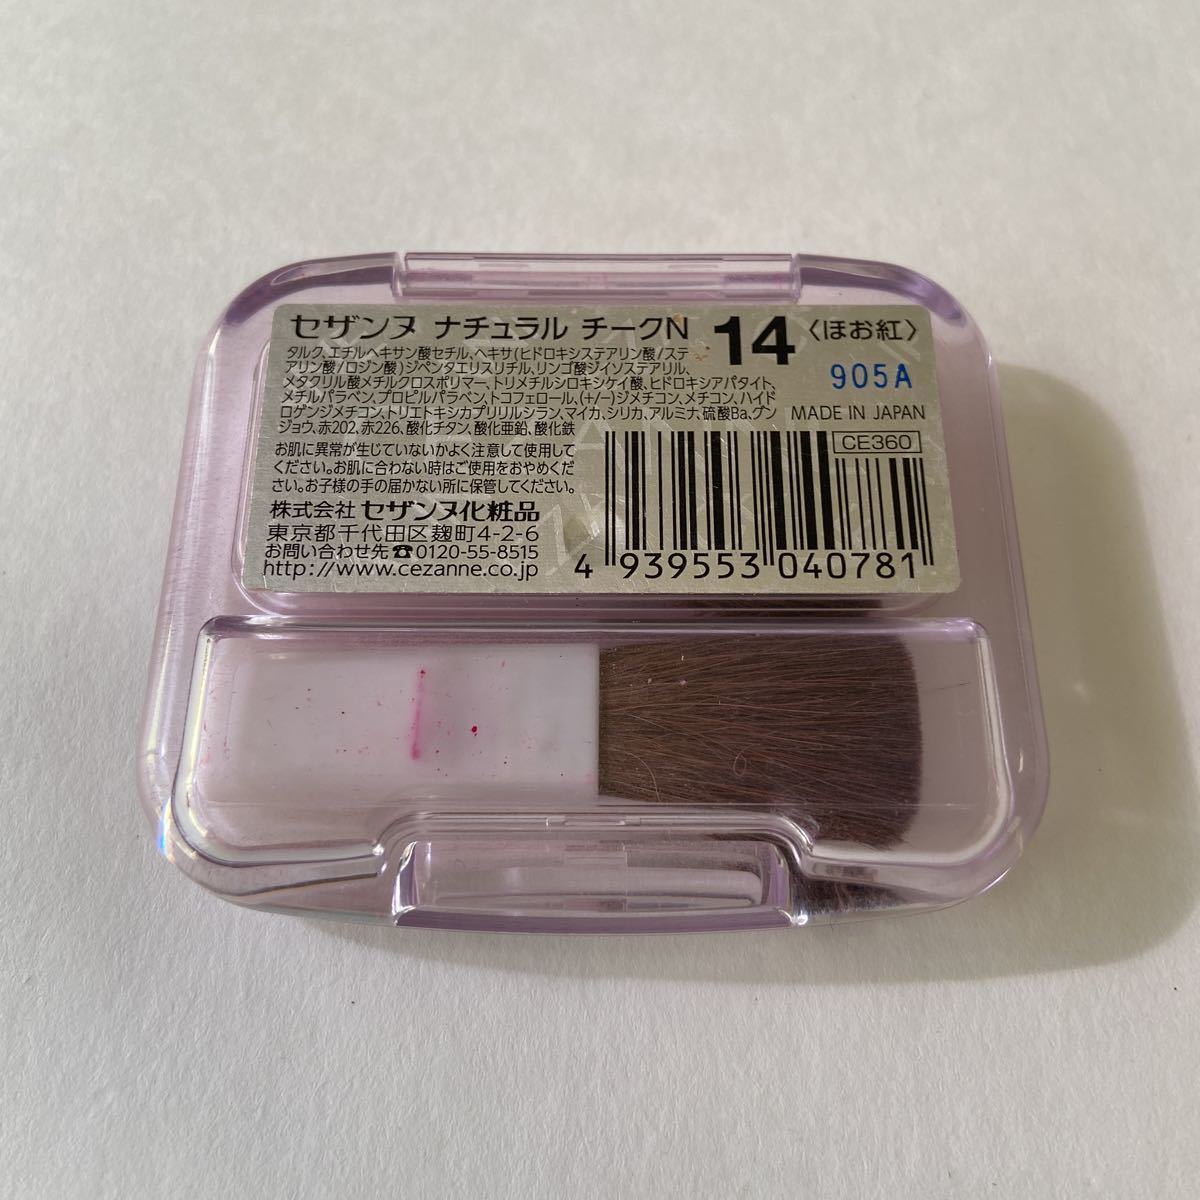 セザンヌ ナチュラル チークN 14 〈ほお紅〉
タルク、エチルヘキサン酸セチル、ヘキサ(ヒドロキシステアリン酸/ステ
アリン酸/ロジン酸)ジペンタエリスリチル、リンゴ酸ジイソステアリル、
メタクリル酸メチルクロスポリマー、トリメチルシロキシケイ酸、ヒドロキシアパタイト、
メチルパラベン、プロピルパラベン、トコフェロール、(+/-)ジメチコン、メチコン、ハイド
ロゲンジメチコン、トリエトキシカプリリルシラン、マイカ、シリカ、アルミナ、硫酸Ba、グン
ジョウ、赤202、赤226、酸化チタン、酸化亜鉛、酸化鉄
905A
MADE IN JAPAN
CE360
お肌に異常が生じていないかよく注意して使用して
ください。お肌に合わない時はご使用をおやめくだ
さい。お子様の手の届かない所に保管してください。
株式会社 セザンヌ化粧品
東京都千代田区麹町4-2-6
お問い合わせ先☎0120-55-8515
http://www.cezanne.co.jp
4 939553 040781